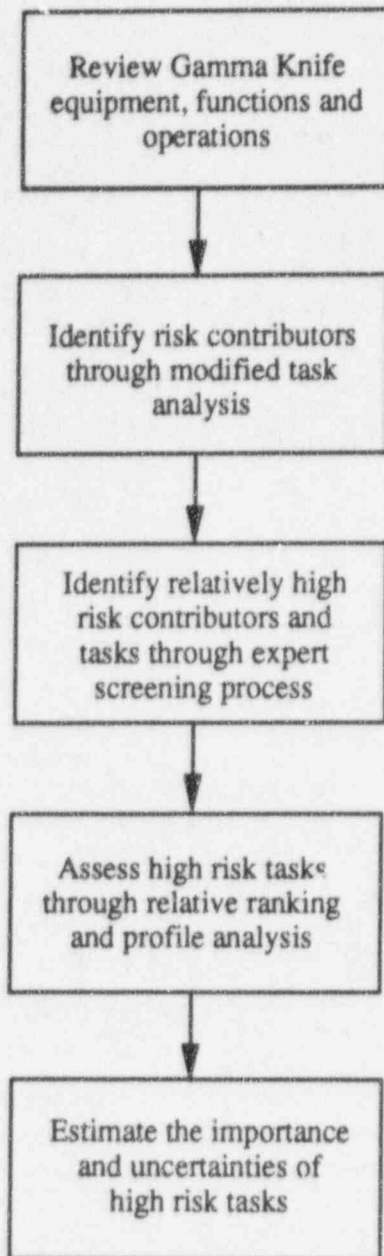 Review Gamma Knife
equipment, functions and
operations
Identify risk contributors
through modified task
analysis
Identify relatively high
risk contributors and
tasks through expert
screening process
Assess high risk tasks
through relative ranking
and profile analysis
Estimate the importance
and uncertainties of
high risk tasks